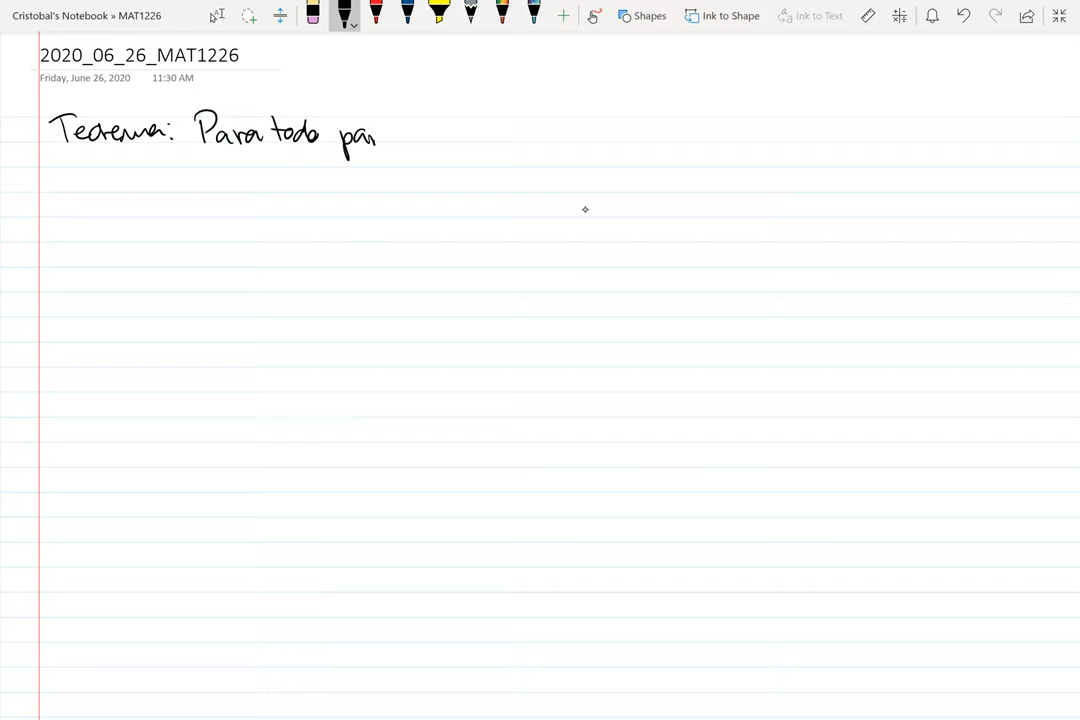 Cristobal's Notebook » MAT1226
Shapes
Ink to Shape
Ink to Text
2020_06_26_MAT1226
Friday, June 26, 2020 11:30 AM
Teorema: Para todo par